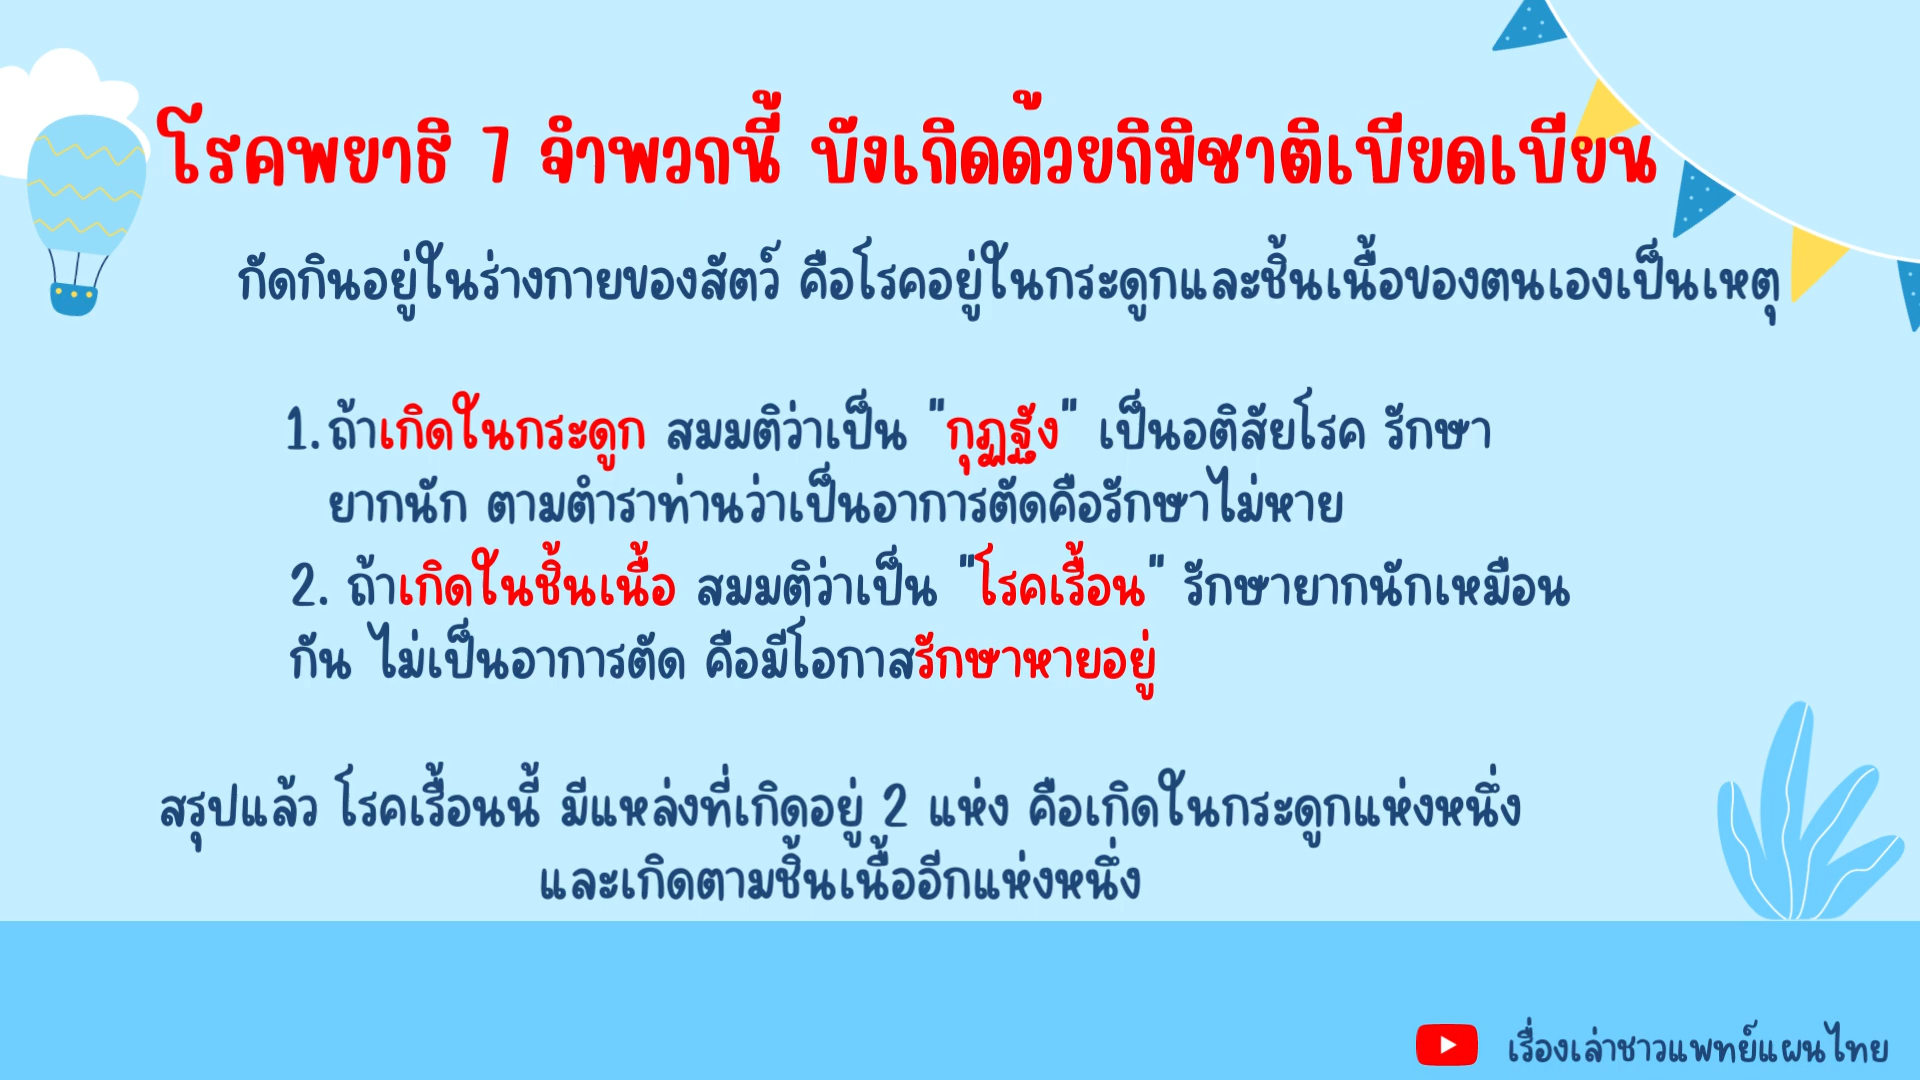 โรคพยาธิ 7 จำพวกนี้ บังเกิดด้วยกิมิชาติเบียดเบียน
กัดกินอยู่ในร่างกายของสัตว์ คือโรคอยู่ในกระดูกและชิ้นเนื้อของตนเองเป็นเหตุ
1. ถ้าเกิดในกระดูก สมมติว่าเป็น "กุฏฐัง" เป็นอติสัยโรค รักษา
ยากนัก ตามตำราท่านว่าเป็นอาการตัดคือรักษาไม่หาย
2. ถ้าเกิดในชิ้นเนื้อ สมมติว่าเป็น "โรคเรื้อน" รักษายากนักเหมือน
กัน ไม่เป็นอาการตัด คือมีโอกาสรักษาหายอยู่
สรุปแล้ว โรคเรื้อนนี้ มีแหล่งที่เกิดอยู่ 2 แห่ง คือเกิดในกระดูกแห่งหนึ่ง
และเกิดตามชิ้นเนื้ออีกแห่งหนึ่ง
เรื่องเล่าชาวแพทย์แผนไทย